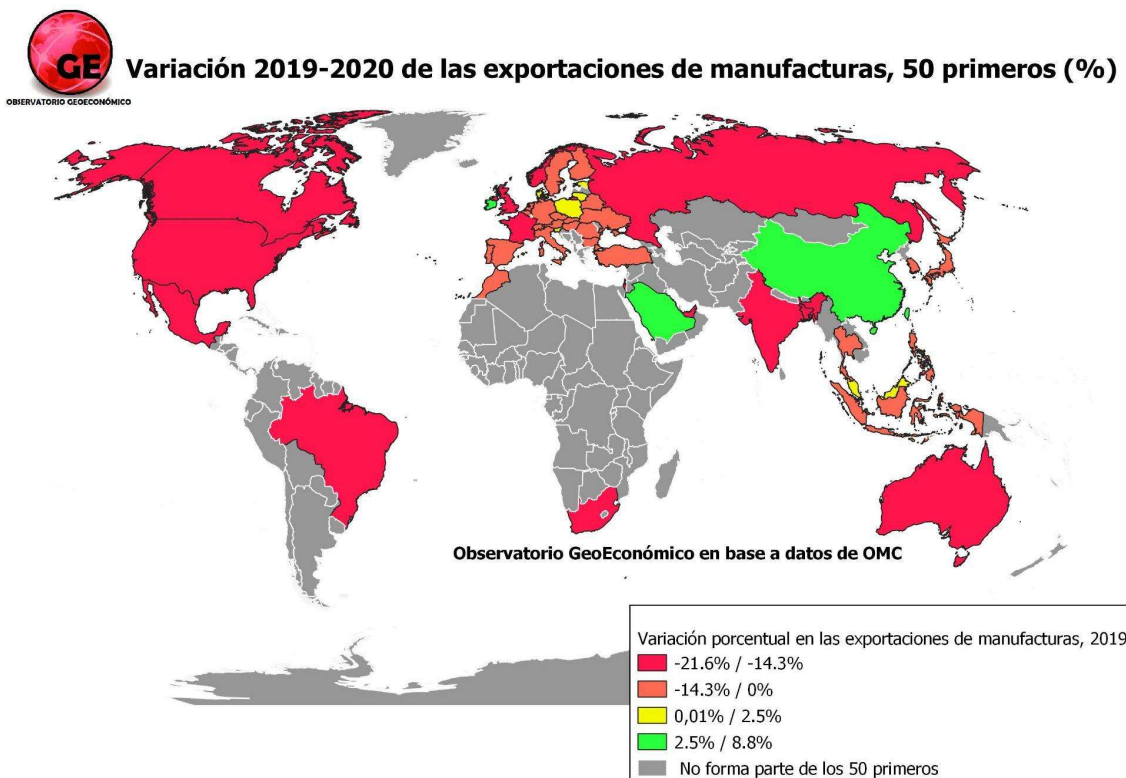 GE
OBSERVATORIO GEOECONÓMICO
Variación 2019-2020 de las exportaciones de manufacturas, 50 primeros (%)
Observatorio GeoEconómico en base a datos de OMC
Variación porcentual en las exportaciones de manufacturas, 2019
-21.6% / -14.3%
-14.3% / 0%
0,01% / 2.5%
2.5% / 8.8%
No forma parte de los 50 primeros